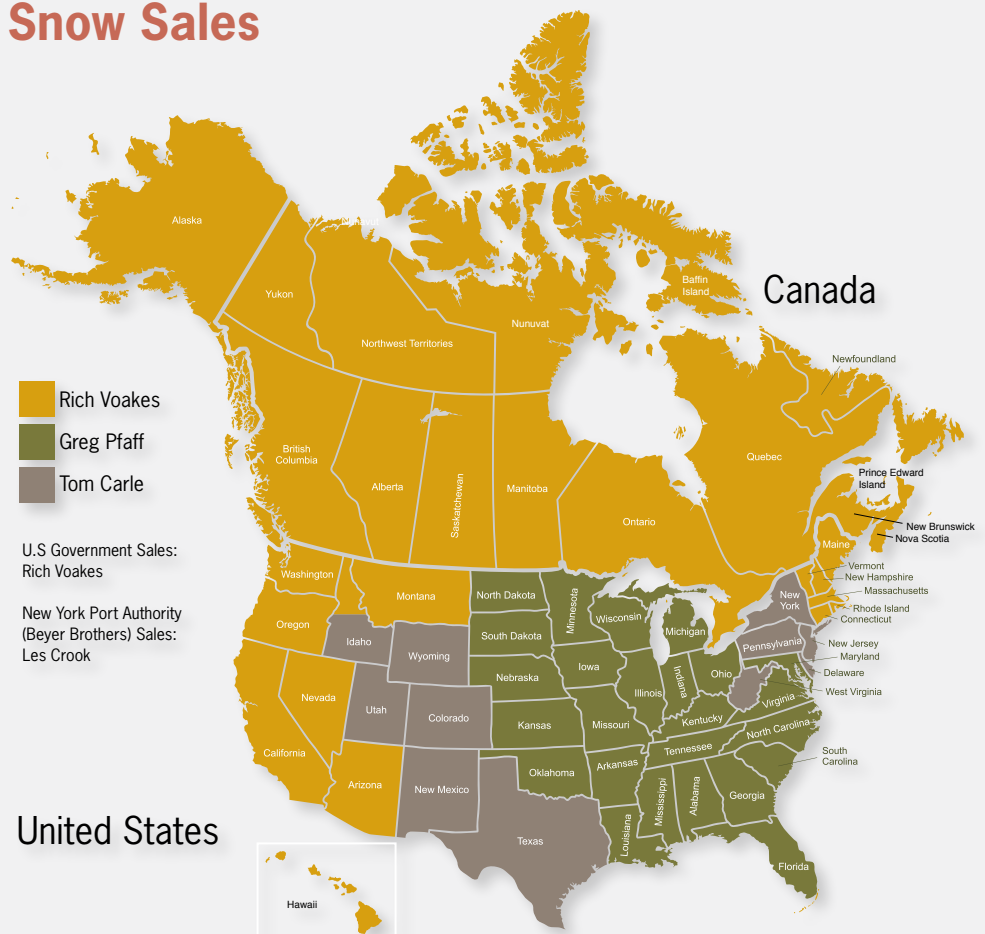 Snow Sales
Alaska
Yukon
Northwest Territories
Nunuvat
Baffin
Island
Canada
Newfoundland
Rich Voakes
Greg Pfaff
Tom Carle
U.S Government Sales:
Rich Voakes
New York Port Authority
(Beyer Brothers) Sales:
Les Crook
British
Columbia
Alberta
Saskatchewan
Manitoba
Ontario
Quebec
Prince Edward
Island
New Brunswick
Nova Scotia
Maine
Vermont
New Hampshire
Massachusetts
Rhode Island
Connecticut
New
York
Pennsylvania
New Jersey
Maryland
Delaware
West Virginia
Washington
Oregon
Montana
Idaho
Wyoming
North Dakota
South Dakota
Nebraska
Minnesota
Wisconsin
Michigan
Iowa
Illinois
Indiana
Ohio
Nevada
Utah
Colorado
Kansas
Missouri
Kentucky
Virginia
California
Arizona
New Mexico
Oklahoma
Arkansas
Tennessee
North Carolina
South
Carolina
Texas
Louisiana
Mississippi
Alabama
Georgia
Florida
United States
Hawaii